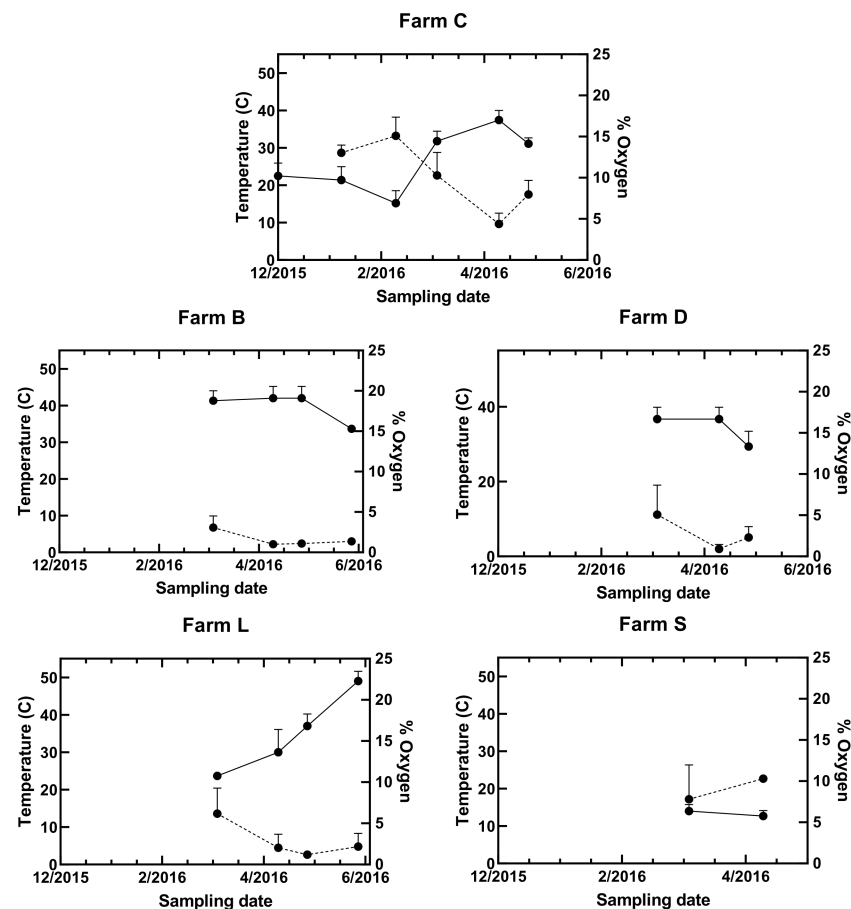 Farm C
Temperature (C)
50
40
30
20
10
0
25
20
15
10
5
0
% Oxygen
12/2015 2/2016 4/2016 6/2016
Sampling date
Farm B
Temperature (C)
50
40
30
20
10
0
25
20
15
10
5
0
% Oxygen
12/2015 2/2016 4/2016 6/2016
Sampling date
Farm D
Temperature (C)
40
20
0
25
20
15
10
5
0
% Oxygen
12/2015 2/2016 4/2016 6/2016
Sampling date
Farm L
Temperature (C)
50
40
30
20
10
0
25
20
15
10
5
0
% Oxygen
12/2015 2/2016 4/2016 6/2016
Sampling date
Farm S
Temperature (C)
50
40
30
20
10
0
25
20
15
10
5
0
% Oxygen
12/2015 2/2016 4/2016
Sampling date